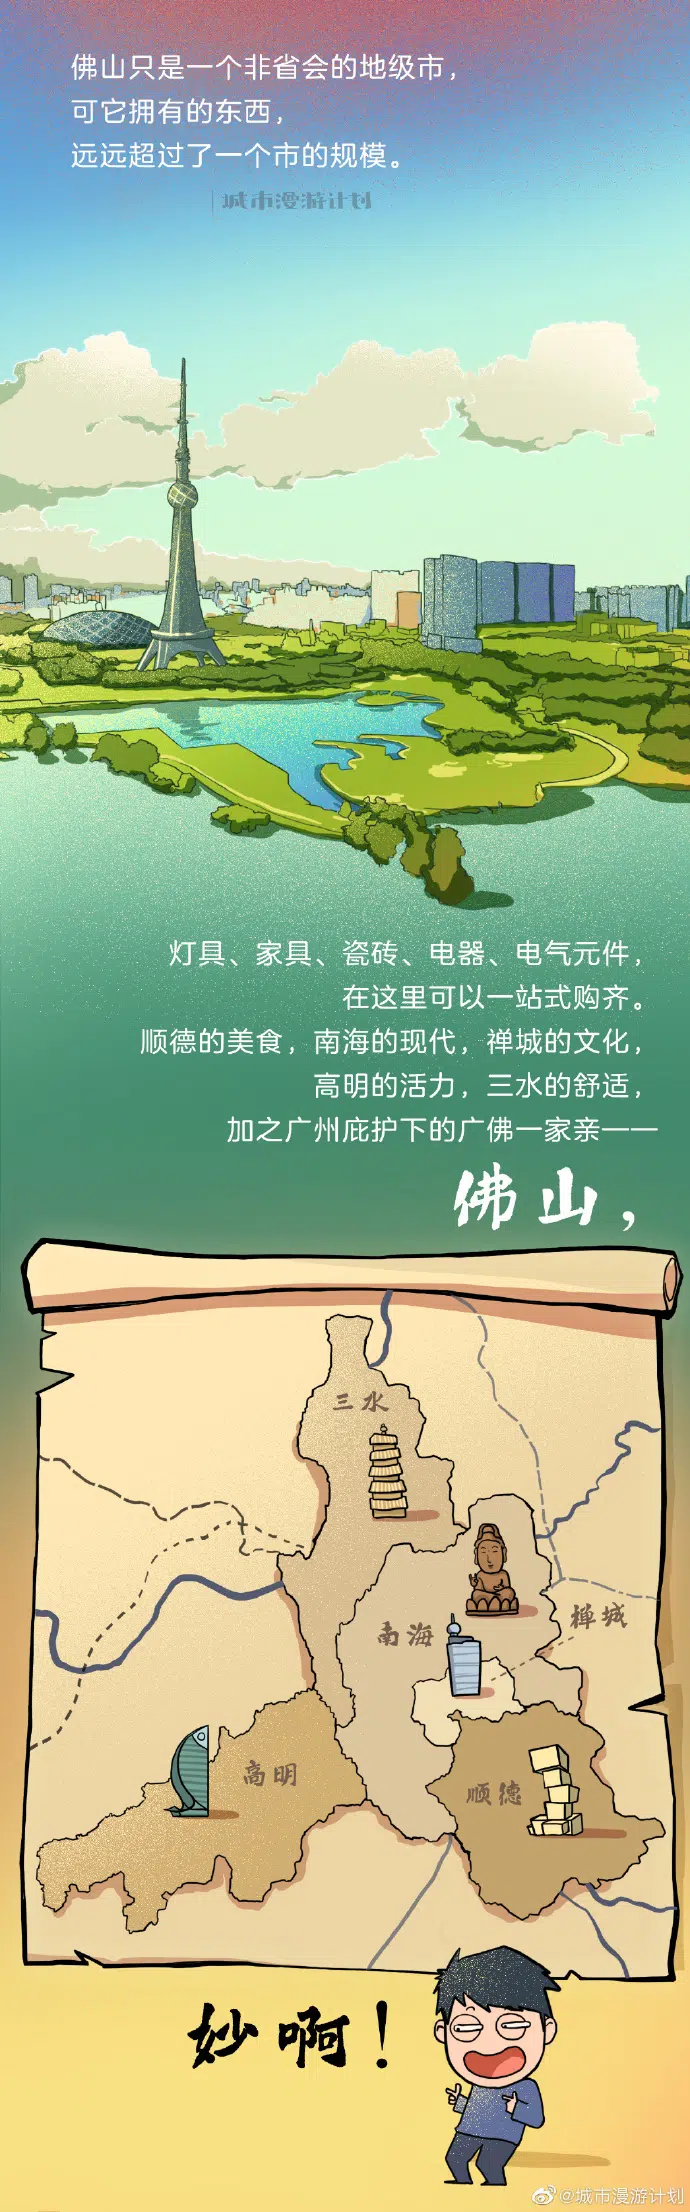 佛山只是一个非省会的地级市，
可它拥有的东西，
远远超过了一个市的规模。
城市漫游计划
灯具、家具、瓷砖、电器、电气元件，
在这里可以一站式购齐。
顺德的美食，南海的现代，禅城的文化，
高明的活力，三水的舒适，
加之广州庇护下的广佛一家亲——
佛山，
三水
南海
禅城
高明
顺德
妙啊！
@城市漫游计划